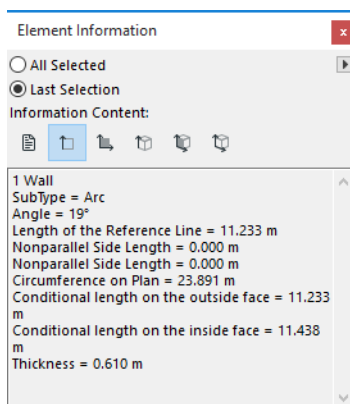 Element Information
x
All Selected
Last Selection
Information Content:
1 Wall
SubType = Arc
Angle = 19°
Length of the Reference Line = 11.233 m
Nonparallel Side Length = 0.000 m
Nonparallel Side Length = 0.000 m
Circumference on Plan = 23.891 m
Conditional length on the outside face = 11.233
m
Conditional length on the inside face = 11.438
m
Thickness = 0.610 m